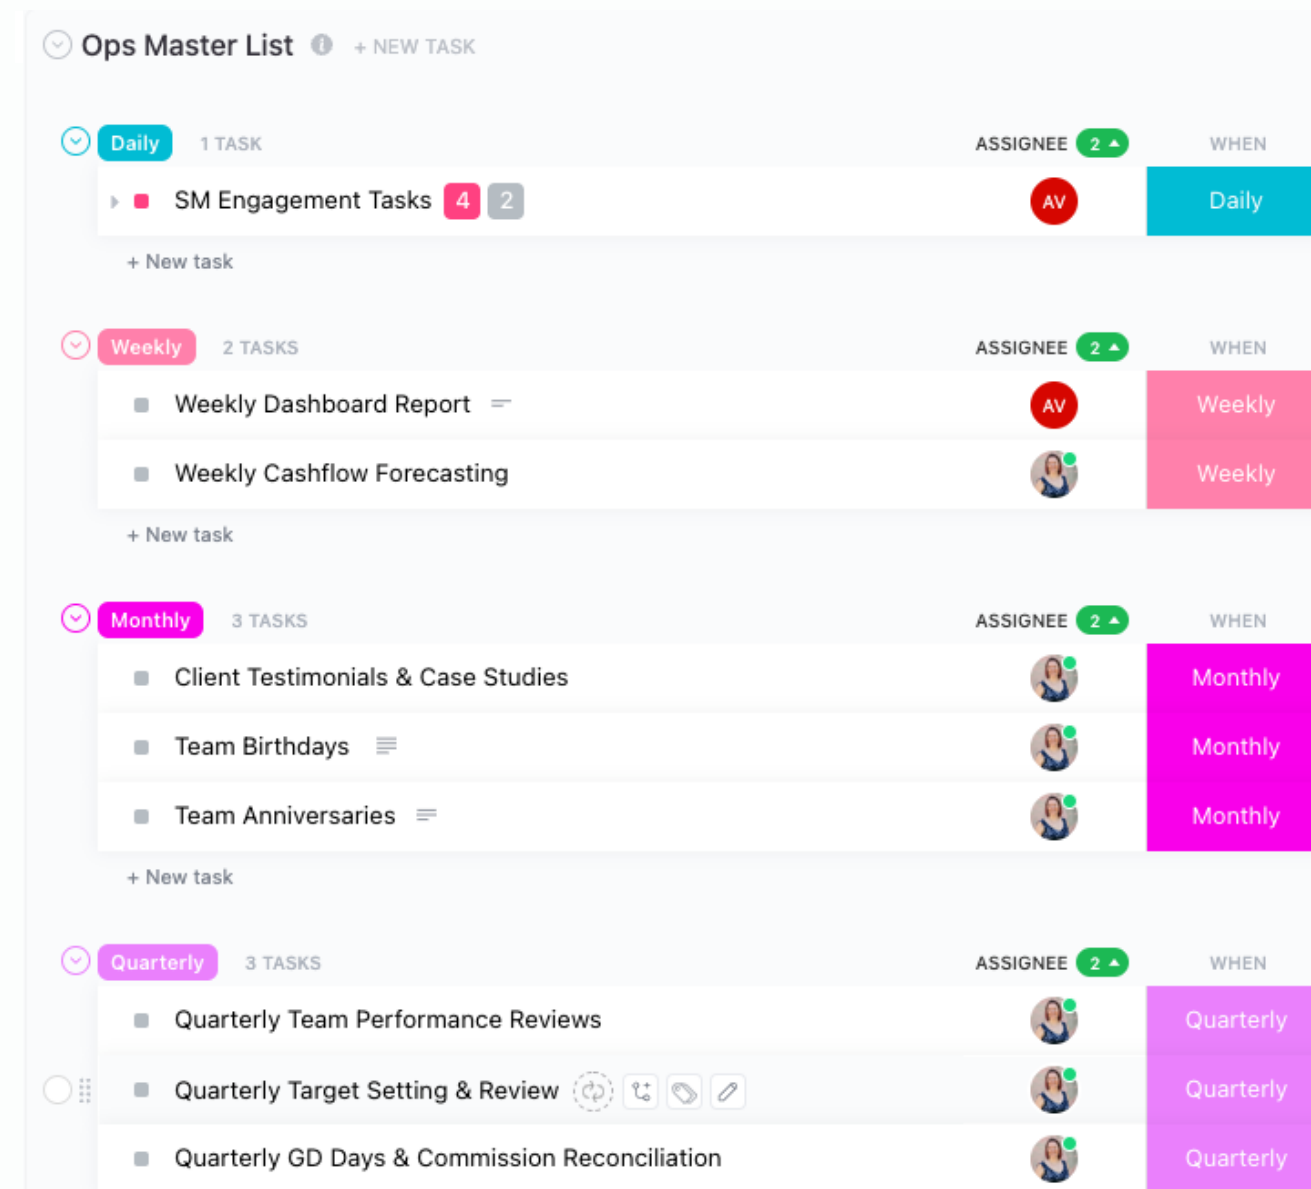 Ops Master List + NEW TASK
Daily 1 TASK ASSIGNEE 2 WHEN
SM Engagement Tasks 4 2 AV Daily
+ New task
Weekly 2 TASKS ASSIGNEE 2 WHEN
Weekly Dashboard Report AV Weekly
Weekly Cashflow Forecasting Weekly
+ New task
Monthly 3 TASKS ASSIGNEE 2 WHEN
Client Testimonials & Case Studies Monthly
Team Birthdays Monthly
Team Anniversaries Monthly
+ New task
Quarterly 3 TASKS ASSIGNEE 2 WHEN
Quarterly Team Performance Reviews Quarterly
Quarterly Target Setting & Review Quarterly
Quarterly GD Days & Commission Reconciliation Quarterly